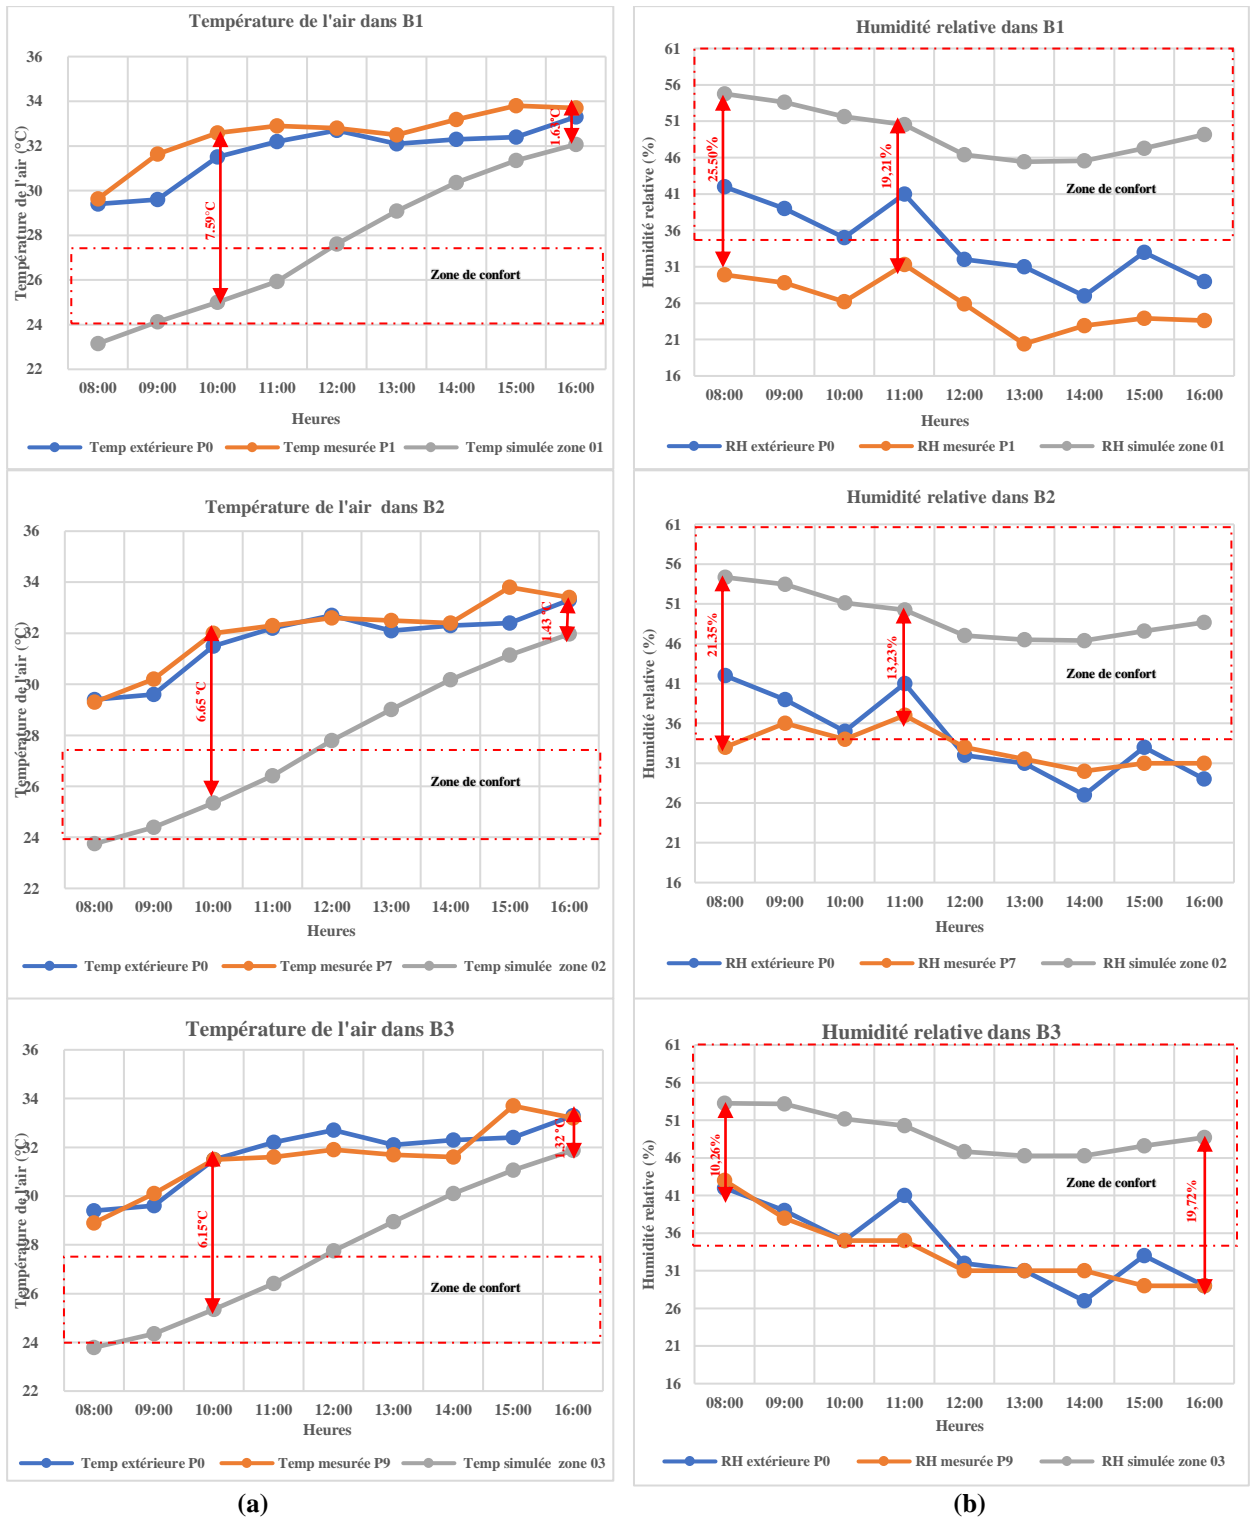 Température de l'air dans B1
36
34
32
30
28
26
24
22
Température de l'air (°C)
7.59°C
1.63°C
Zone de confort
08:00 09:00 10:00 11:00 12:00 13:00 14:00 15:00 16:00
Heures
Temp extérieure P0 Temp mesurée P1 Temp simulée zone 01
Humidité relative dans B1
61
56
51
46
41
36
31
26
21
16
Humidité relative (%)
25.50%
19,21%
Zone de confort
08:00 09:00 10:00 11:00 12:00 13:00 14:00 15:00 16:00
Heures
RH extérieure P0 RH mesurée P1 RH simulée zone 01
Température de l'air dans B2
36
34
32
30
28
26
24
22
Température de l'air (°C)
6.65 °C
1.43 °C
Zone de confort
08:00 09:00 10:00 11:00 12:00 13:00 14:00 15:00 16:00
Heures
Temp extérieure P0 Temp mesurée P7 Temp simulée zone 02
Humidité relative dans B2
61
56
51
46
41
36
31
26
21
16
Humidité relative (%)
21.35%
13,23%
Zone de confort
08:00 09:00 10:00 11:00 12:00 13:00 14:00 15:00 16:00
Heures
RH extérieure P0 RH mesurée P7 RH simulée zone 02
Température de l'air dans B3
36
34
32
30
28
26
24
22
Température de l'air (°C)
6.15°C
1.32 °C
Zone de confort
08:00 09:00 10:00 11:00 12:00 13:00 14:00 15:00 16:00
Heures
Temp extérieure P0 Temp mesurée P9 Temp simulée zone 03
Humidité relative dans B3
61
56
51
46
41
36
31
26
21
16
Humidité relative (%)
10,26%
19,72%
Zone de confort
08:00 09:00 10:00 11:00 12:00 13:00 14:00 15:00 16:00
Heures
RH extérieure P0 RH mesurée P9 RH simulée zone 03
(a)
(b)